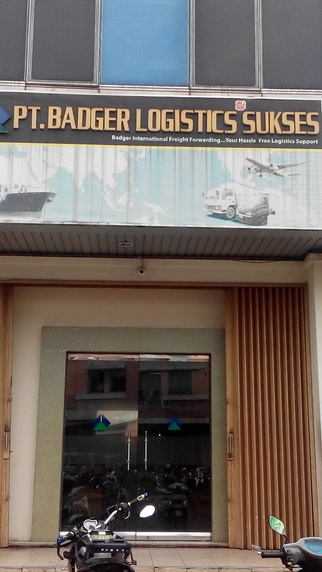 PT. BADGER LOGISTICS SUKSES
Badger International Freight Forwarding...Your Hassle Free Logistics Support